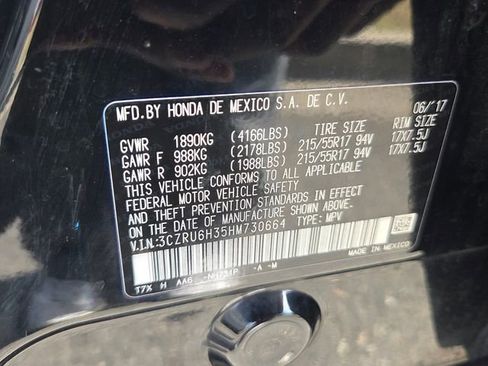 MFD.BY HONDA DE MEXICO S.A. DE C.V. 06/'17
TIRE SIZE RIM SIZE
GVWR 1890KG (4166LBS)
GAWR F 988KG (2178LBS) 215/55R17 94V 17X7.5J
GAWR R 902KG (1988LBS) 215/55R17 94V 17X7.5J
THIS VEHICLE CONFORMS TO ALL APPLICABLE
FEDERAL MOTOR VEHICLE SAFETY
THEFT PREVENTION STANDARDS IN EFFECT
ON THE DATE OF MANUFACTURE SHOWN ABOVE.
V.I.N:3CZRU6H35HM730664 TYPE: MPV
MADE IN MEXICO
T7X H AA6 -NH731P -A -M